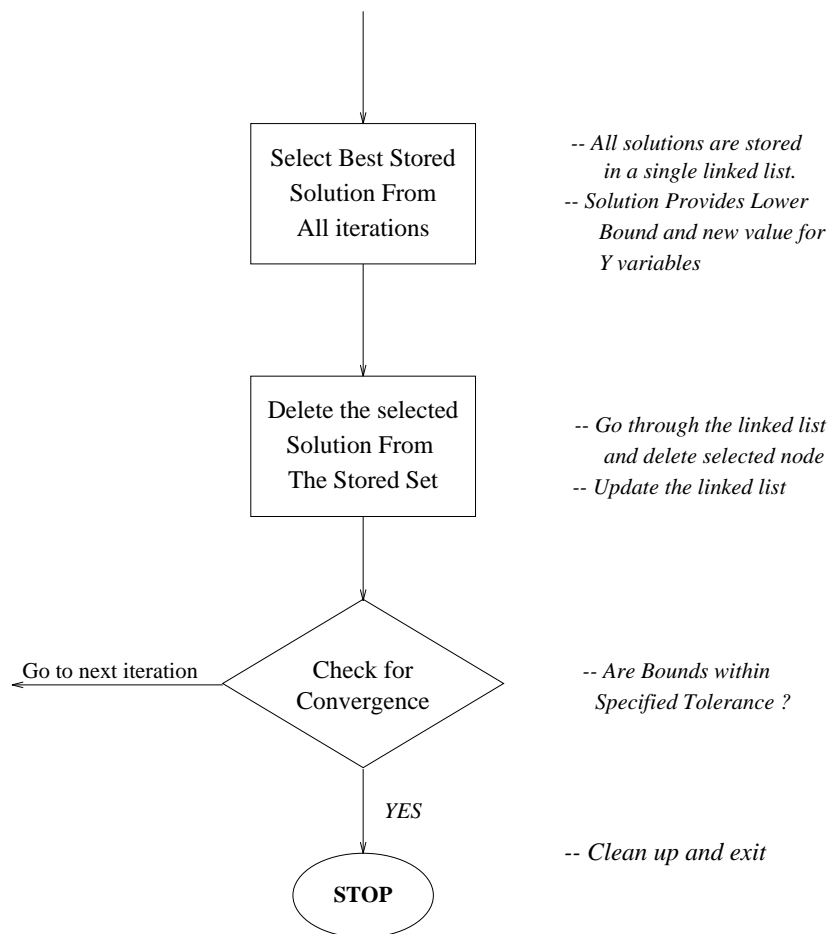 Select Best Stored
Solution From
All iterations
-- All solutions are stored
in a single linked list.
-- Solution Provides Lower
Bound and new value for
Y variables
Delete the selected
Solution From
The Stored Set
-- Go through the linked list
and delete selected node
-- Update the linked list
Go to next iteration
Check for
Convergence
-- Are Bounds within
Specified Tolerance ?
YES
-- Clean up and exit
STOP